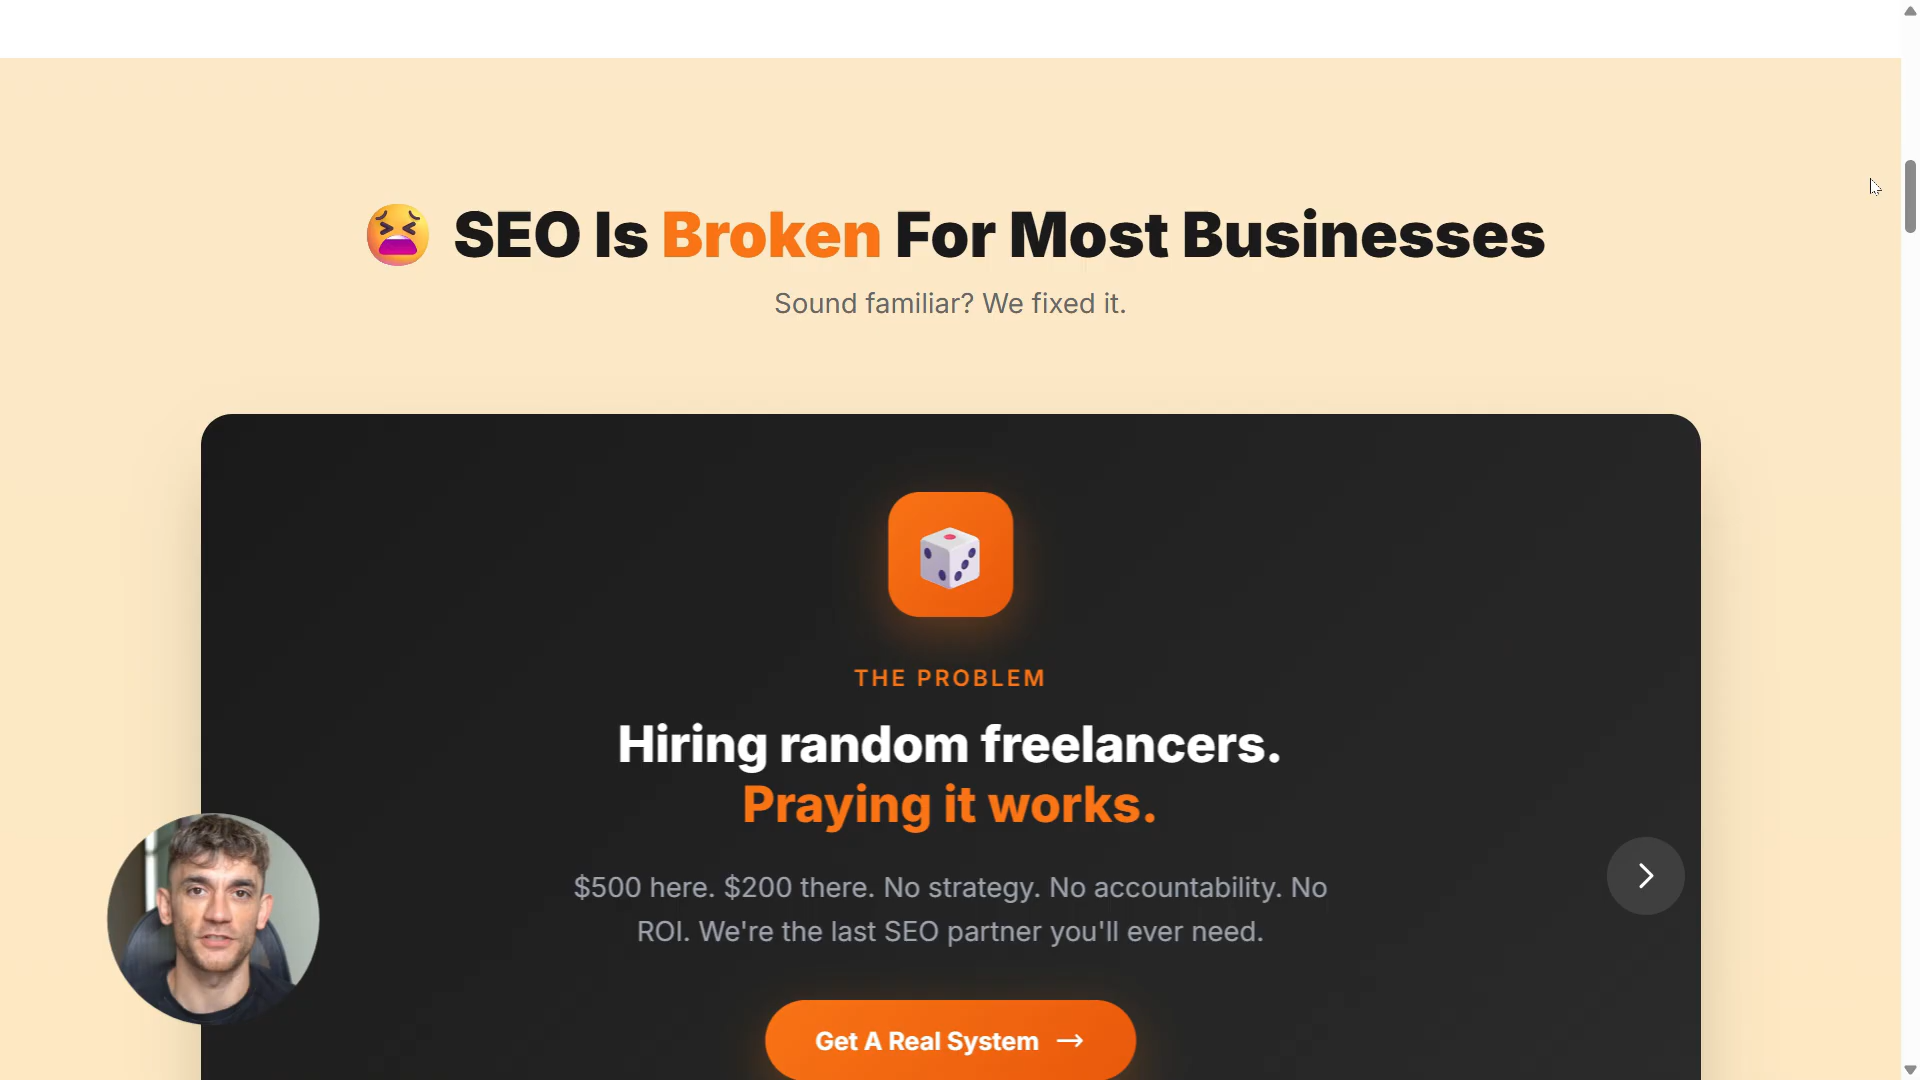 SEO Is Broken For Most Businesses
Sound familiar? We fixed it.
THE PROBLEM
Hiring random freelancers.
Praying it works.
$500 here. $200 there. No strategy. No accountability. No
ROI. We're the last SEO partner you'll ever need.
Get A Real System →